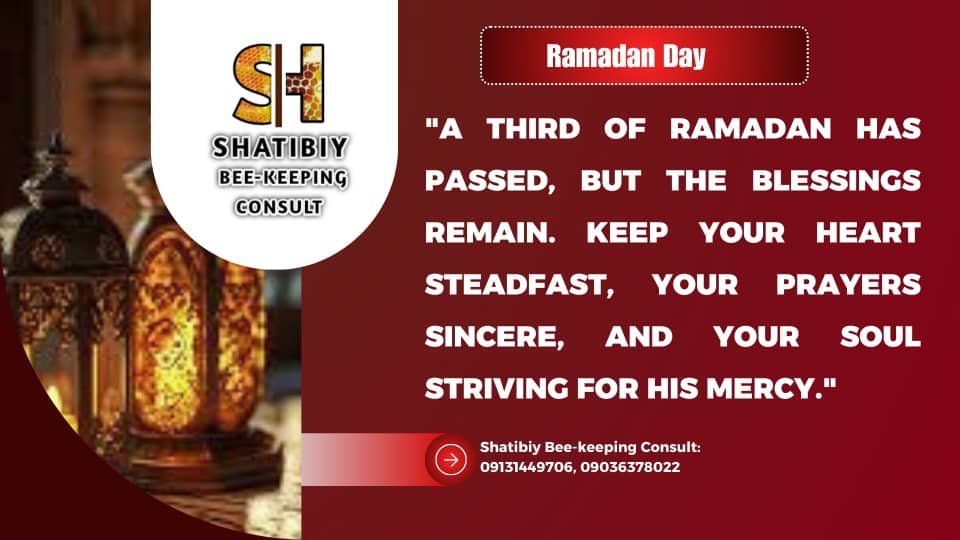 SH
SHATIBIY
BEE-KEEPING
CONSULT
Ramadan Day
"A THIRD OF RAMADAN HAS
PASSED, BUT THE BLESSINGS
REMAIN. KEEP YOUR HEART
STEADFAST, YOUR PRAYERS
SINCERE, AND YOUR SOUL
STRIVING FOR HIS MERCY."
Shatibiy Bee-keeping Consult:
09131449706, 09036378022